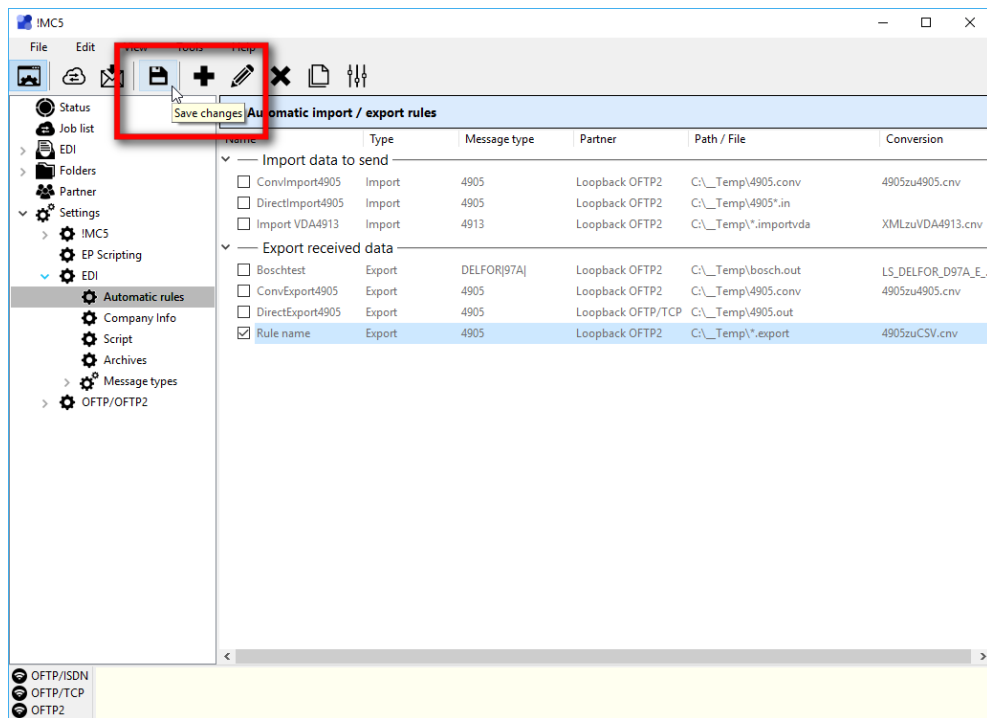 !MC5
File Edit View Tools Help
Save changes
Status
Job list
EDI
Folders
Partner
Settings
!MC5
EP Scripting
EDI
Automatic rules
Company Info
Script
Archives
Message types
OFTP/OFTP2
Automatic import / export rules
Name Type Message type Partner Path / File Conversion
Import data to send
ConvImport4905 Import 4905 Loopback OFTP2 C:\__Temp\4905.conv 4905zu4905.cnv
DirectImport4905 Import 4905 Loopback OFTP2 C:\__Temp\4905*.in
Import VDA4913 Import 4913 Loopback OFTP2 C:\__Temp\*.importvda XMLzuVDA4913.cnv
Export received data
Boschtest Export DELFOR|97A| Loopback OFTP2 C:\__Temp\bosch.out LS_DELFOR_D97A_E_
ConvExport4905 Export 4905 Loopback OFTP2 C:\__Temp\4905.conv 4905zu4905.cnv
DirectExport4905 Export 4905 Loopback OFTP/TCP C:\__Temp\4905.out
Rule name Export 4905 Loopback OFTP2 C:\__Temp\*.export 4905zuCSV.cnv
OFTP/ISDN
OFTP/TCP
OFTP2